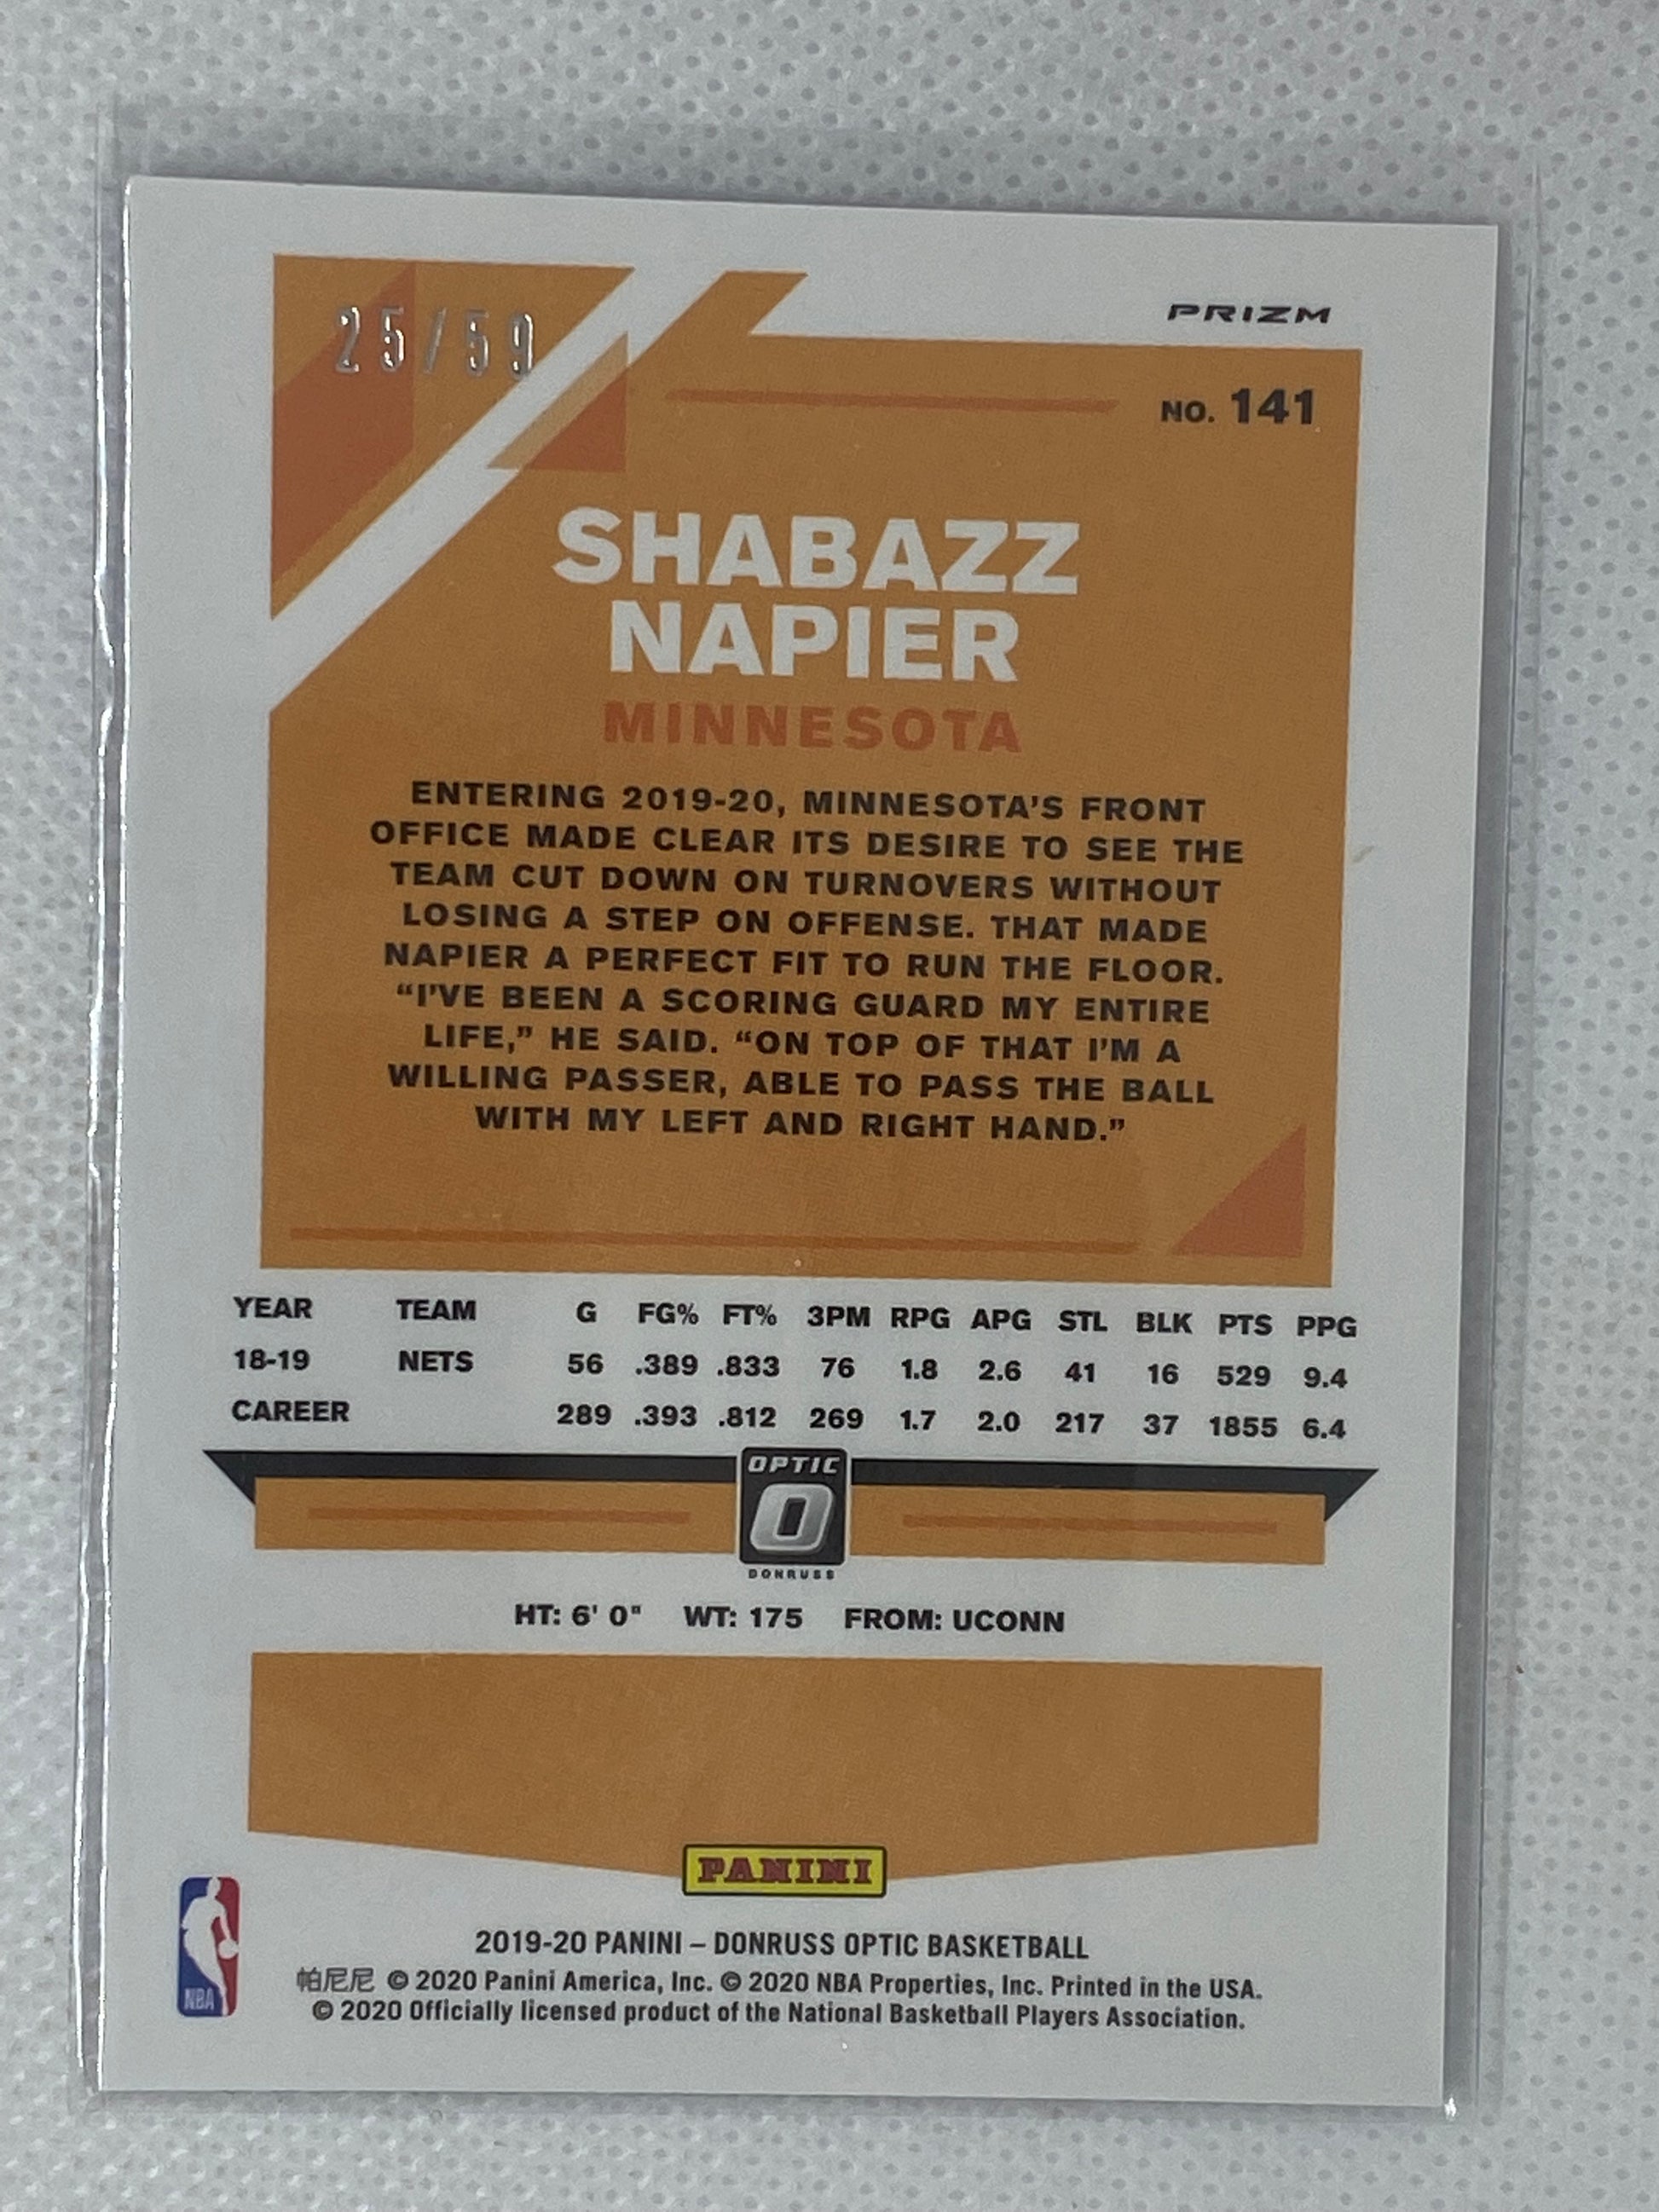 25/59
PRIZM
NO. 141
SHABAZZ
NAPIER
MINNESOTA
ENTERING 2019-20, MINNESOTA'S FRONT
OFFICE MADE CLEAR ITS DESIRE TO SEE THE
TEAM CUT DOWN ON TURNOVERS WITHOUT
LOSING A STEP ON OFFENSE. THAT MADE
NAPIER A PERFECT FIT TO RUN THE FLOOR.
“I'VE BEEN A SCORING GUARD MY ENTIRE
LIFE,” HE SAID. “ON TOP OF THAT I'M A
WILLING PASSER, ABLE TO PASS THE BALL
WITH MY LEFT AND RIGHT HAND.”
YEAR TEAM G FG% FT% 3PM RPG APG STL BLK PTS PPG
18-19 NETS 56 .389 .833 76 1.8 2.6 41 16 529 9.4
CAREER 289 .393 .812 269 1.7 2.0 217 37 1855 6.4
OPTIC
O
DONRUSS
HT: 6' 0" WT: 175 FROM: UCONN
PANINI
NBA
2019-20 PANINI – DONRUSS OPTIC BASKETBALL
帕尼尼 © 2020 Panini America, Inc. © 2020 NBA Properties, Inc. Printed in the USA.
© 2020 Officially licensed product of the National Basketball Players Association.